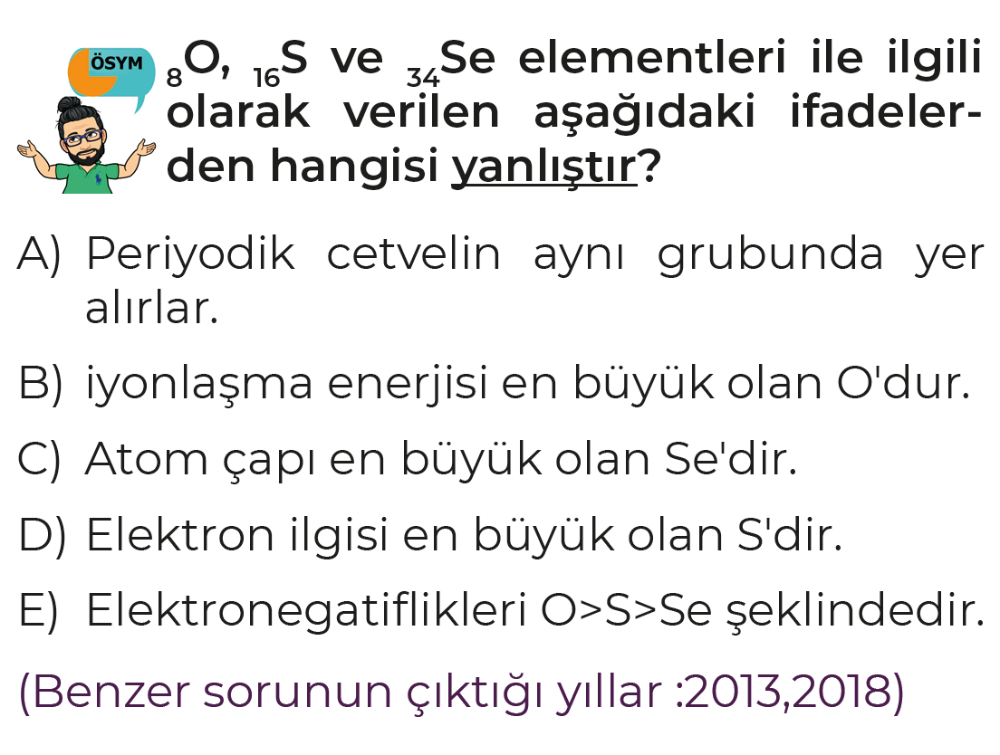 ÖSYM
₈O, ₁₆S ve ₃₄Se elementleri ile ilgili
olarak verilen aşağıdaki ifadeler-
den hangisi yanlıştır?
A) Periyodik cetvelin aynı grubunda yer
alırlar.
B) iyonlaşma enerjisi en büyük olan O'dur.
C) Atom çapı en büyük olan Se'dir.
D) Elektron ilgisi en büyük olan S'dir.
E) Elektronegatiflikleri O>S>Se şeklindedir.
(Benzer sorunun çıktığı yıllar :2013,2018)